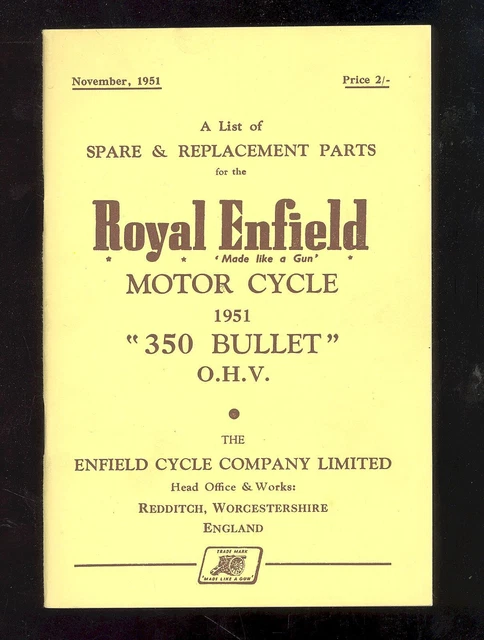 November, 1951 Price 2/-
A List of
SPARE & REPLACEMENT PARTS
for the
Royal Enfield
* * 'Made like a Gun' *
MOTOR CYCLE
1951
"350 BULLET"
O.H.V.
THE
ENFIELD CYCLE COMPANY LIMITED
Head Office & Works:
REDDITCH, WORCESTERSHIRE
ENGLAND
TRADE MARK
"MADE LIKE A GUN"